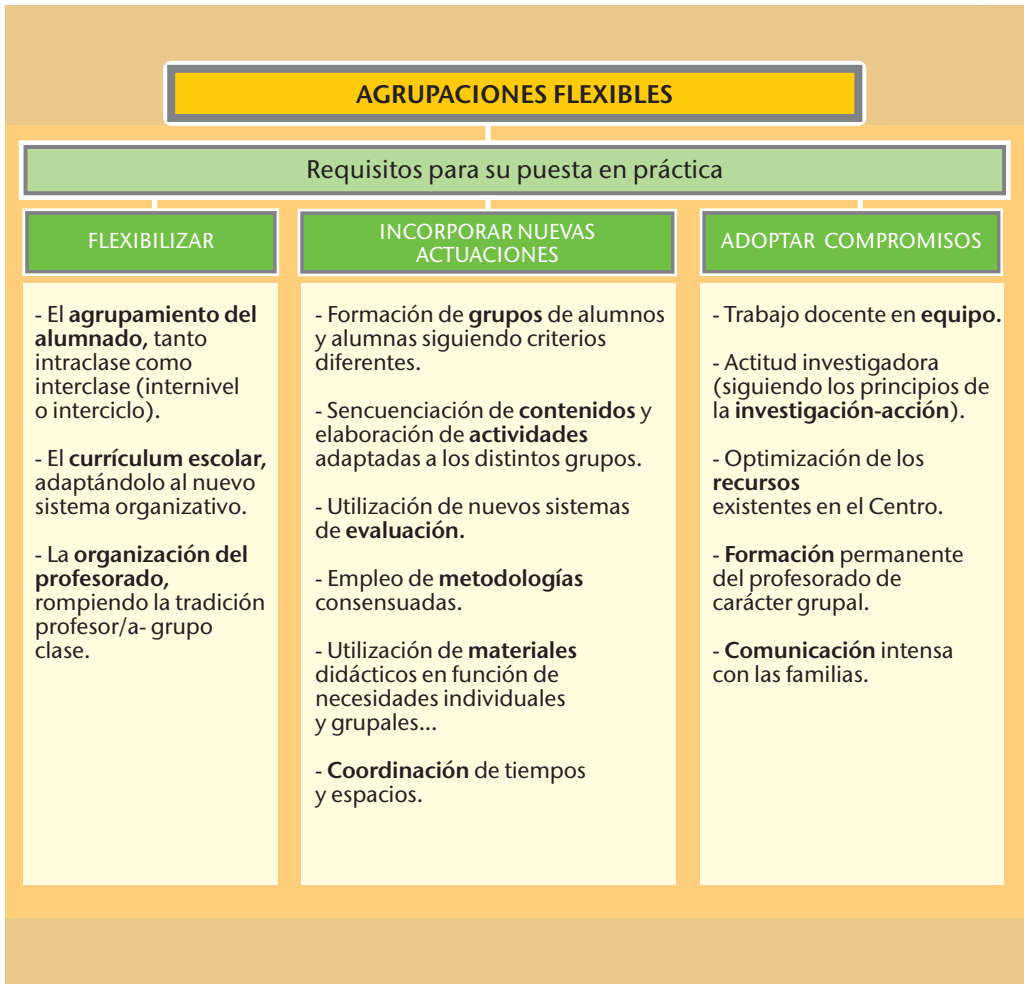 AGRUPACIONES FLEXIBLES
Requisitos para su puesta en práctica
FLEXIBILIZAR
- El agrupamiento del
alumnado, tanto
intraclase como
interclase (internivel
o interciclo).
- El currículum escolar,
adaptándolo al nuevo
sistema organizativo.
- La organización del
profesorado,
rompiendo la tradición
profesor/a- grupo
clase.
INCORPORAR NUEVAS
ACTUACIONES
- Formación de grupos de alumnos
y alumnas siguiendo criterios
diferentes.
- Sencuenciación de contenidos y
elaboración de actividades
adaptadas a los distintos grupos.
- Utilización de nuevos sistemas
de evaluación.
- Empleo de metodologías
consensuadas.
- Utilización de materiales
didácticos en función de
necesidades individuales
y grupales...
- Coordinación de tiempos
y espacios.
ADOPTAR COMPROMISOS
- Trabajo docente en equipo.
- Actitud investigadora
(siguiendo los principios de
la investigación-acción).
- Optimización de los
recursos
existentes en el Centro.
- Formación permanente
del profesorado de
carácter grupal.
- Comunicación intensa
con las familias.